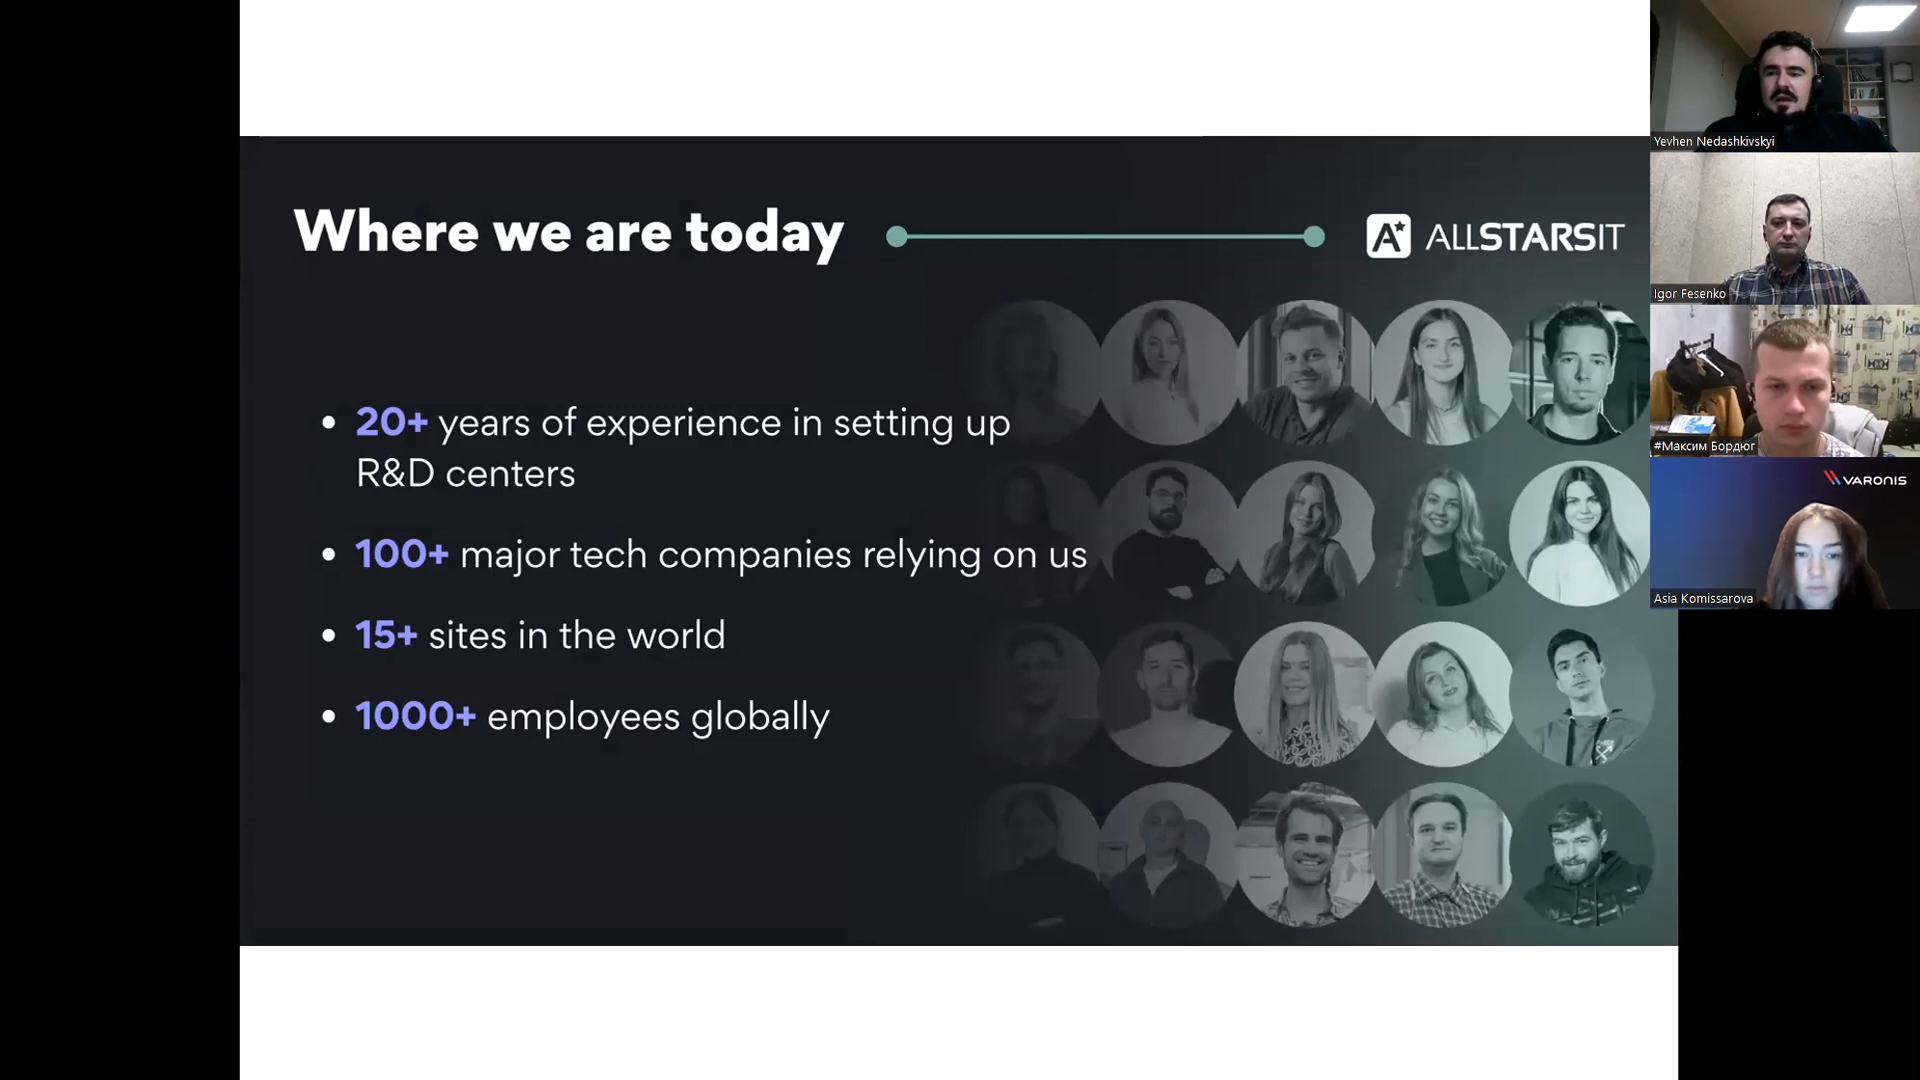 Where we are today
A ALLSTARSIT
• 20+ years of experience in setting up
R&D centers
• 100+ major tech companies relying on us
• 15+ sites in the world
• 1000+ employees globally
Yevhen Nedashkivskyi
Igor Fesenko
#Максим Бордюг
VARONIS
Asia Komissarova